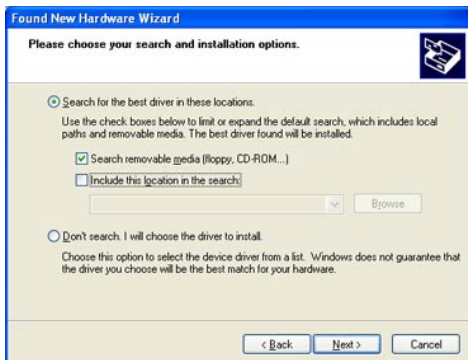 Found New Hardware Wizard
Please choose your search and installation options.
Search for the best driver in these locations.
Use the check boxes below to limit or expand the default search, which includes local
paths and removable media. The best driver found will be installed.
Search removable media (floppy, CD-ROM...)
Include this location in the search:
Browse
Don't search. I will choose the driver to install.
Choose this option to select the device driver from a list. Windows does not guarantee that
the driver you choose will be the best match for your hardware.
< Back Next > Cancel